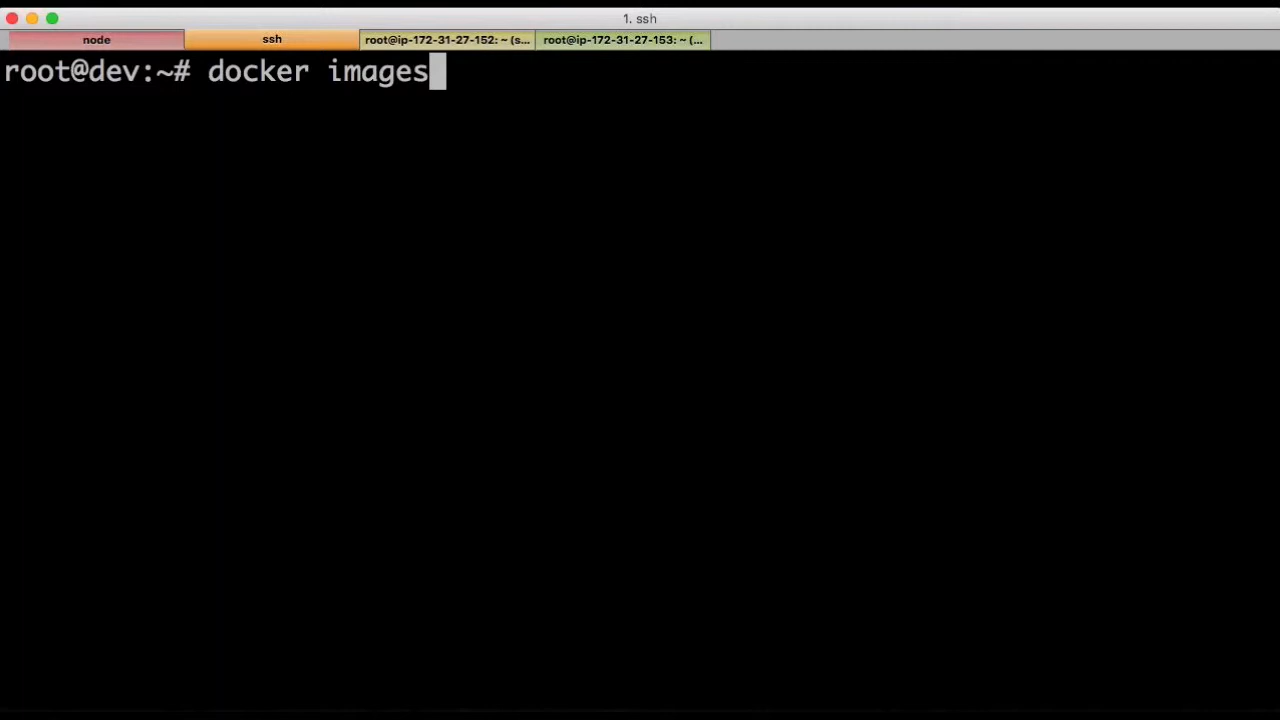 1. ssh
node
ssh
root@ip-172-31-27-152: ~ (s...
root@ip-172-31-27-153: ~ (...
root@dev:~# docker images